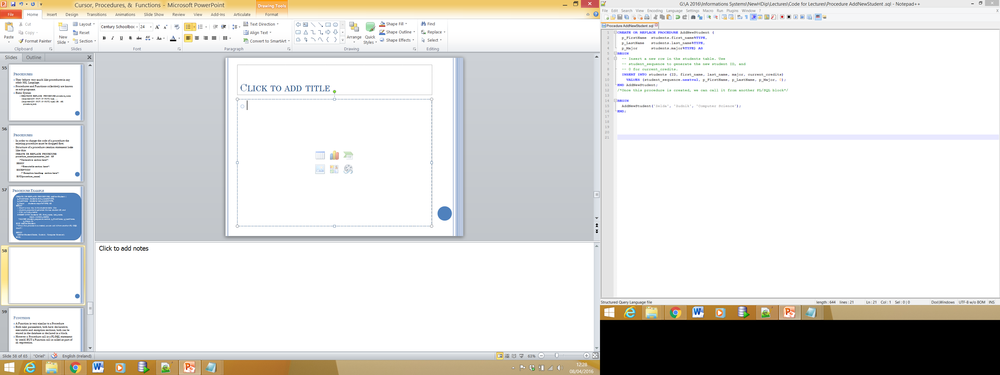 Cursor, Procedures, & Functions - Microsoft PowerPoint
Drawing Tools
File Home Insert Design Transitions Animations Slide Show Review View Add-Ins Articulate Format
Paste
Cut
Copy
Format Painter
Clipboard
New Slide
Layout
Reset
Section
Slides
Century Schoolboc 24
Font
Text Direction
Align Text
Convert to SmartArt
Paragraph
Arrange
Quick Styles
Shape Fill
Shape Outline
Shape Effects
Drawing
Find
Replace
Select
Editing
Slides Outline
55
PROCEDURES
They behave very much like procedures in any
other SQL Language.
Procedures and Functions collectively are known
as sub-programs.
Basic Syntax:
CREATE[OR REPLACE] PROCEDURE procedure_name
procedure_body
56
PROCEDURES
In order to change the code of a procedure the
existing procedure must be dropped first.
Structure of a procedure creation statement looks
like this:
CREATE OR REPLACE PROCEDURE
procedure_name[parameter_list] AS
/*Declarative section here*/
BEGIN
/*Executable section here*/
EXCEPTION
/* Exception handling section here*/
END[procedure_name]
57
PROCEDURE EXAMPLE
CREATE OR REPLACE PROCEDURE AddNewStudent (
p_FirstName students.first_name%TYPE,
p_LastName students.last_name%TYPE,
p_Major students.major%TYPE) AS
BEGIN
-- Insert a new row in the students table. Use
-- student_sequence to generate the new student ID, and
-- 0 for current_credits.
INSERT INTO students (ID, first_name, last_name,
major, current_credits)
VALUES (student_sequence.nextval, p_FirstName, p_LastName,
p_Major, 0);
END AddNewStudent;
/*Once this procedure is created, we can call it from another PL/SQL
block*/
BEGIN
AddNewStudent('Zelda', 'Zudnik', 'Computer Science');
END;
58
59
FUNCTIONS
A Function is very similar to a Procedure
Both take parameters, both have declarative,
executable and exception sections, both can be
stored in the database or declared in a block.
However a Procedure call is a PL/SQL statement
by itself, BUT a Function call is called as part of
an expression.
CLICK TO ADD TITLE
Click to add notes
Slide 58 of 65 "Oriel" English (Ireland) 63%
12:28
08/04/2016
G:\A 2016\Informations Systems\NewHDip\Lectures\Code for Lectures\Procedure AddNewStudent .sql - Notepad++
File Edit Search View Encoding Language Settings Macro Run Plugins Window ? X
Procedure AddNewStudent .sql
1 CREATE OR REPLACE PROCEDURE AddNewStudent (
2 p_FirstName students.first_name%TYPE,
3 p_LastName students.last_name%TYPE,
4 p_Major students.major%TYPE) AS
5 BEGIN
6 -- Insert a new row in the students table. Use
7 -- student_sequence to generate the new student ID, and
8 -- 0 for current_credits.
9 INSERT INTO students (ID, first_name, last_name, major, current_credits)
10 VALUES (student_sequence.nextval, p_FirstName, p_LastName, p_Major, 0);
11 END AddNewStudent;
12 /*Once this procedure is created, we can call it from another PL/SQL block*/
13
14 BEGIN
15 AddNewStudent('Zelda', 'Zudnik', 'Computer Science');
16 END;
17
18
19
20
21
Structured Query Language file length : 644 lines : 21 Ln : 21 Col : 1 Sel : 0 | 0 Dos\Windows UTF-8 w/o BOM INS